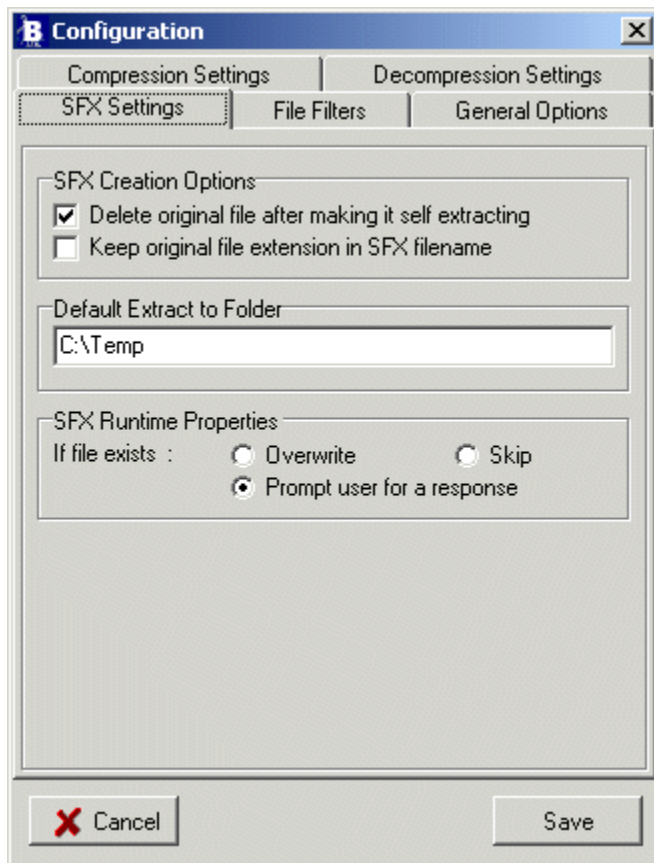 B Configuration
Compression Settings Decompression Settings
SFX Settings File Filters General Options
SFX Creation Options
Delete original file after making it self extracting
Keep original file extension in SFX filename
Default Extract to Folder
C:\Temp
SFX Runtime Properties
If file exists : Overwrite Skip
Prompt user for a response
Cancel Save